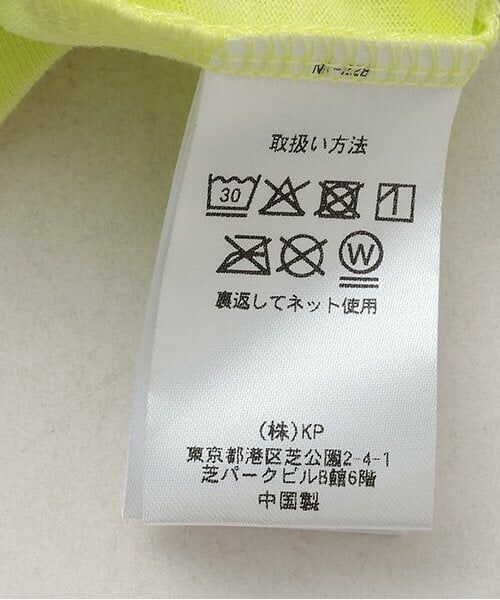 取扱い方法
30
W
裏返してネット使用
(株)KP
東京都港区芝公園2-4-1
芝パークビルB館6階
中国製